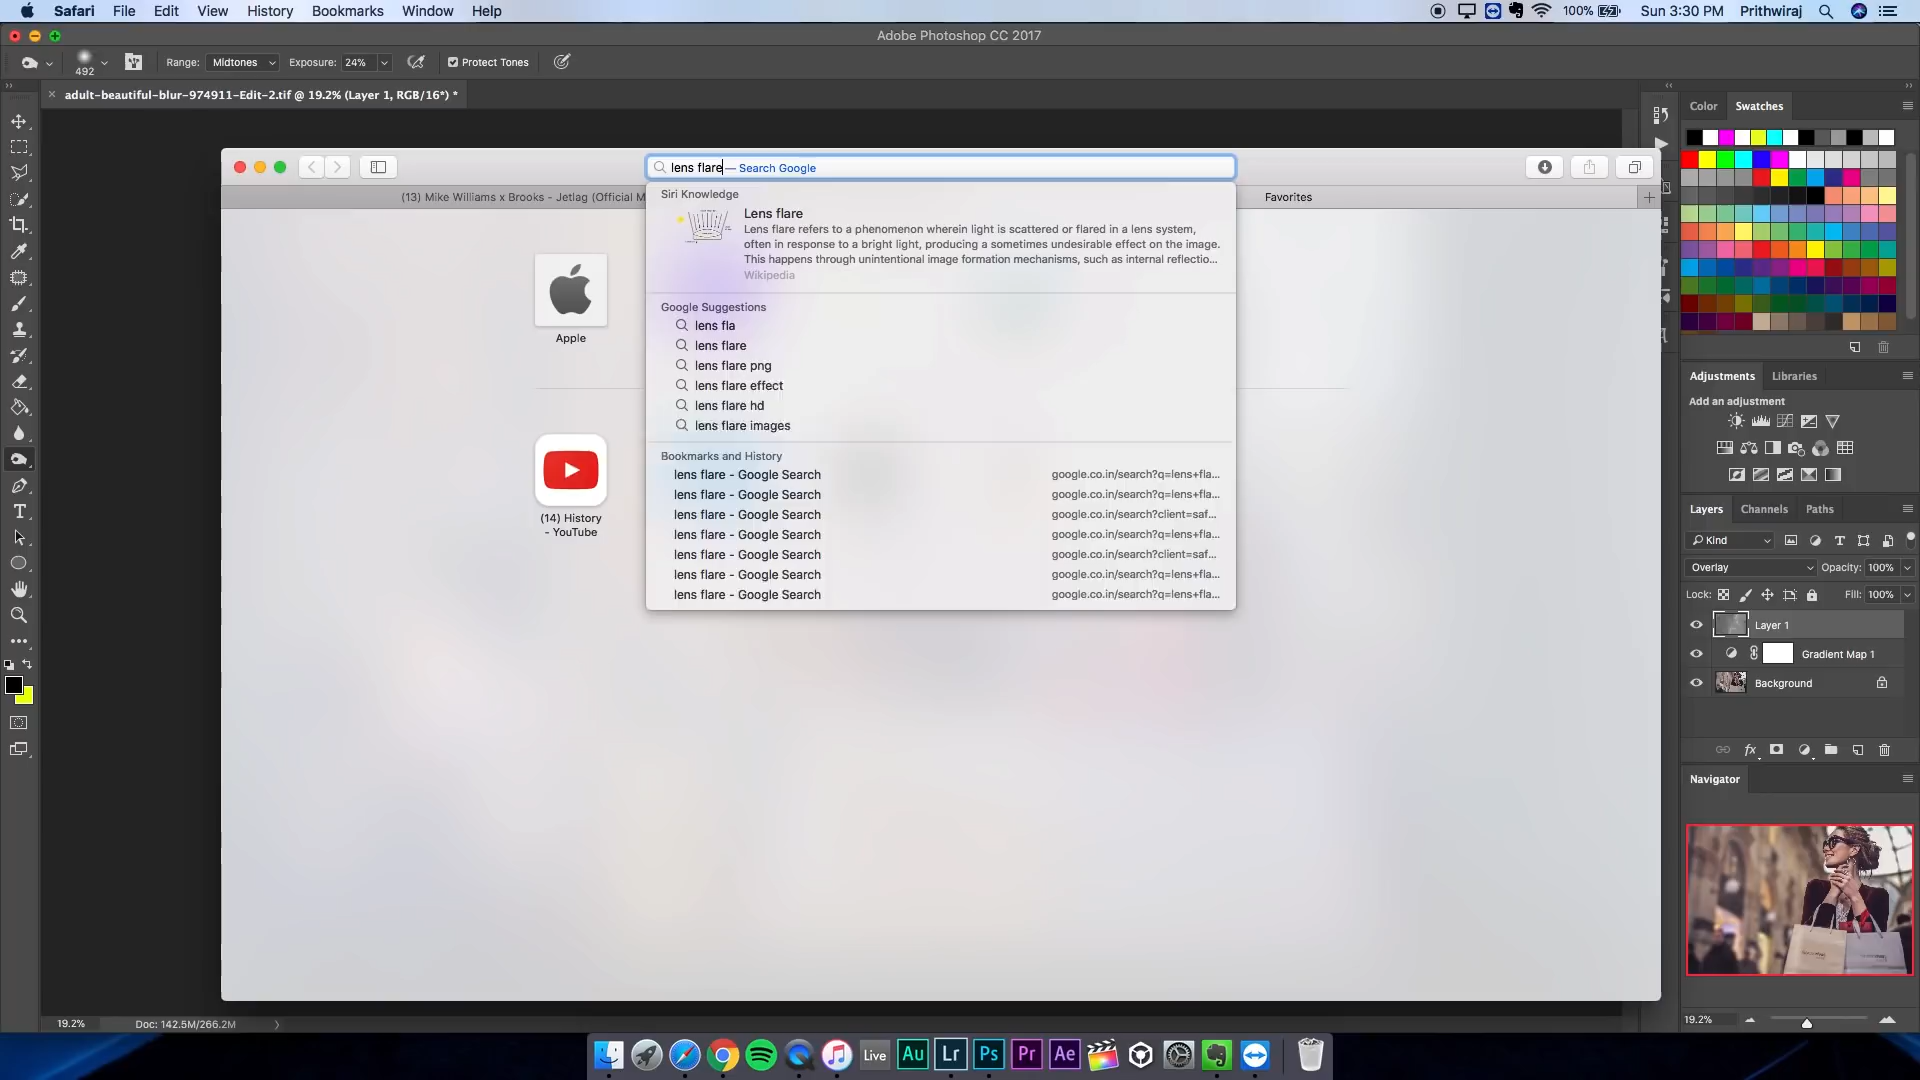 Safari File Edit View History Bookmarks Window Help
100% Sun 3:30 PM Prithwiraj
Adobe Photoshop CC 2017
492 Range: Midtones Exposure: 24% Protect Tones
adult-beautiful-blur-974911-Edit-2.tif @ 19.2% (Layer 1, RGB/16*) *
lens flare — Search Google
(13) Mike Williams x Brooks - Jetlag (Official M
Favorites
Siri Knowledge
Lens flare
Lens flare refers to a phenomenon wherein light is scattered or flared in a lens system,
often in response to a bright light, producing a sometimes undesirable effect on the image.
This happens through unintentional image formation mechanisms, such as internal reflectio...
Wikipedia
Google Suggestions
lens fla
lens flare
lens flare png
lens flare effect
lens flare hd
lens flare images
Bookmarks and History
lens flare - Google Search google.co.in/search?q=lens+fla...
lens flare - Google Search google.co.in/search?q=lens+fla...
lens flare - Google Search google.co.in/search?client=saf...
lens flare - Google Search google.co.in/search?q=lens+fla...
lens flare - Google Search google.co.in/search?client=saf...
lens flare - Google Search google.co.in/search?q=lens+fla...
lens flare - Google Search google.co.in/search?q=lens+fla...
Apple
(14) History
- YouTube
Color Swatches
Adjustments Libraries
Add an adjustment
Layers Channels Paths
Kind
Overlay Opacity: 100%
Lock: Fill: 100%
Layer 1
Gradient Map 1
Background
Navigator
19.2%
19.2% Doc: 142.5M/266.2M
Live Au Lr Ps Pr Ae